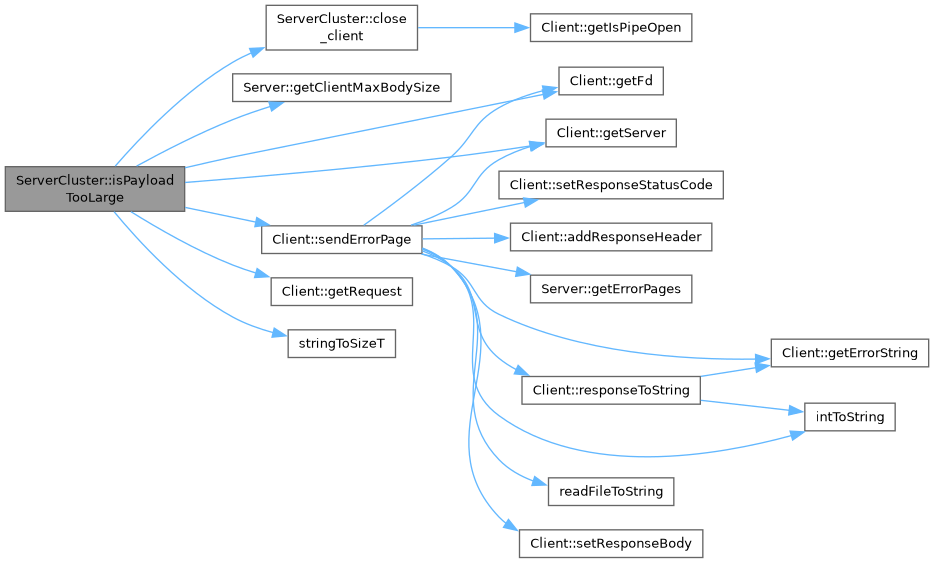 ServerCluster::isPayload
TooLarge
ServerCluster::close
_client
Server::getClientMaxBodySize
Client::sendErrorPage
Client::getRequest
stringToSizeT
Client::getIsPipeOpen
Client::getFd
Client::getServer
Client::setResponseStatusCode
Client::addResponseHeader
Server::getErrorPages
Client::responseToString
readFileToString
Client::setResponseBody
Client::getErrorString
intToString